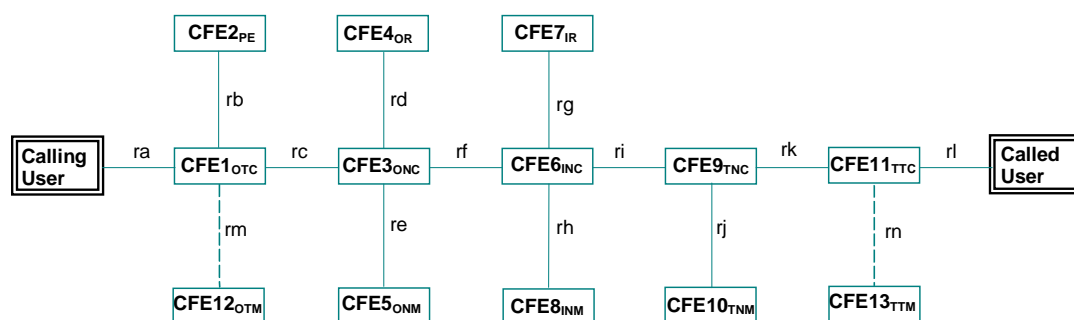 CFE2PE
CFE4OR
CFE7IR
rb
rd
rg
Calling
User
ra
CFE1OTC
rc
CFE3ONC
rf
CFE6INC
ri
CFE9TNC
rk
CFE11TTC
rl
Called
User
rm
re
rh
rj
rn
CFE12OTM
CFE5ONM
CFE8INM
CFE10TNM
CFE13TTM